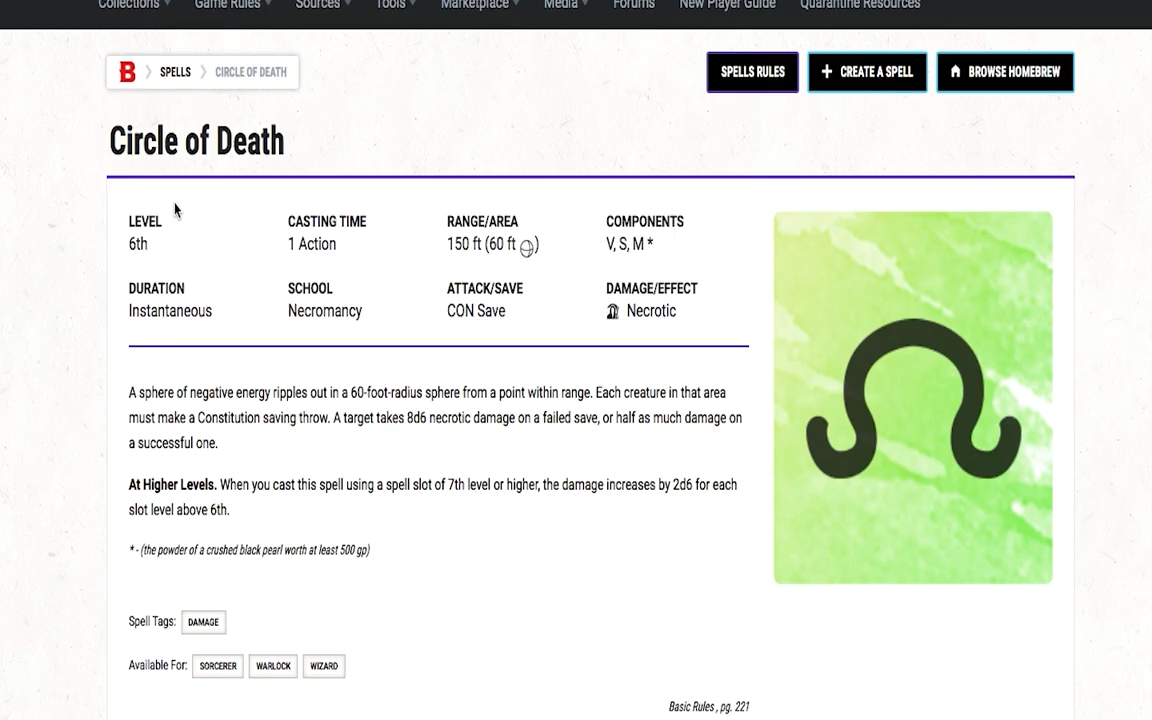 Collections Game Rules Sources Tools Marketplace Media Forums New Player Guide Quarantine Resources
B SPELLS CIRCLE OF DEATH SPELLS RULES + CREATE A SPELL BROWSE HOMEBREW
Circle of Death
LEVEL CASTING TIME RANGE/AREA COMPONENTS
6th 1 Action 150 ft (60 ft ) V, S, M *
DURATION SCHOOL ATTACK/SAVE DAMAGE/EFFECT
Instantaneous Necromancy CON Save Necrotic
A sphere of negative energy ripples out in a 60-foot-radius sphere from a point within range. Each creature in that area
must make a Constitution saving throw. A target takes 8d6 necrotic damage on a failed save, or half as much damage on
a successful one.
At Higher Levels. When you cast this spell using a spell slot of 7th level or higher, the damage increases by 2d6 for each
slot level above 6th.
* - (the powder of a crushed black pearl worth at least 500 gp)
Spell Tags: DAMAGE
Available For: SORCERER WARLOCK WIZARD
Basic Rules , pg. 221